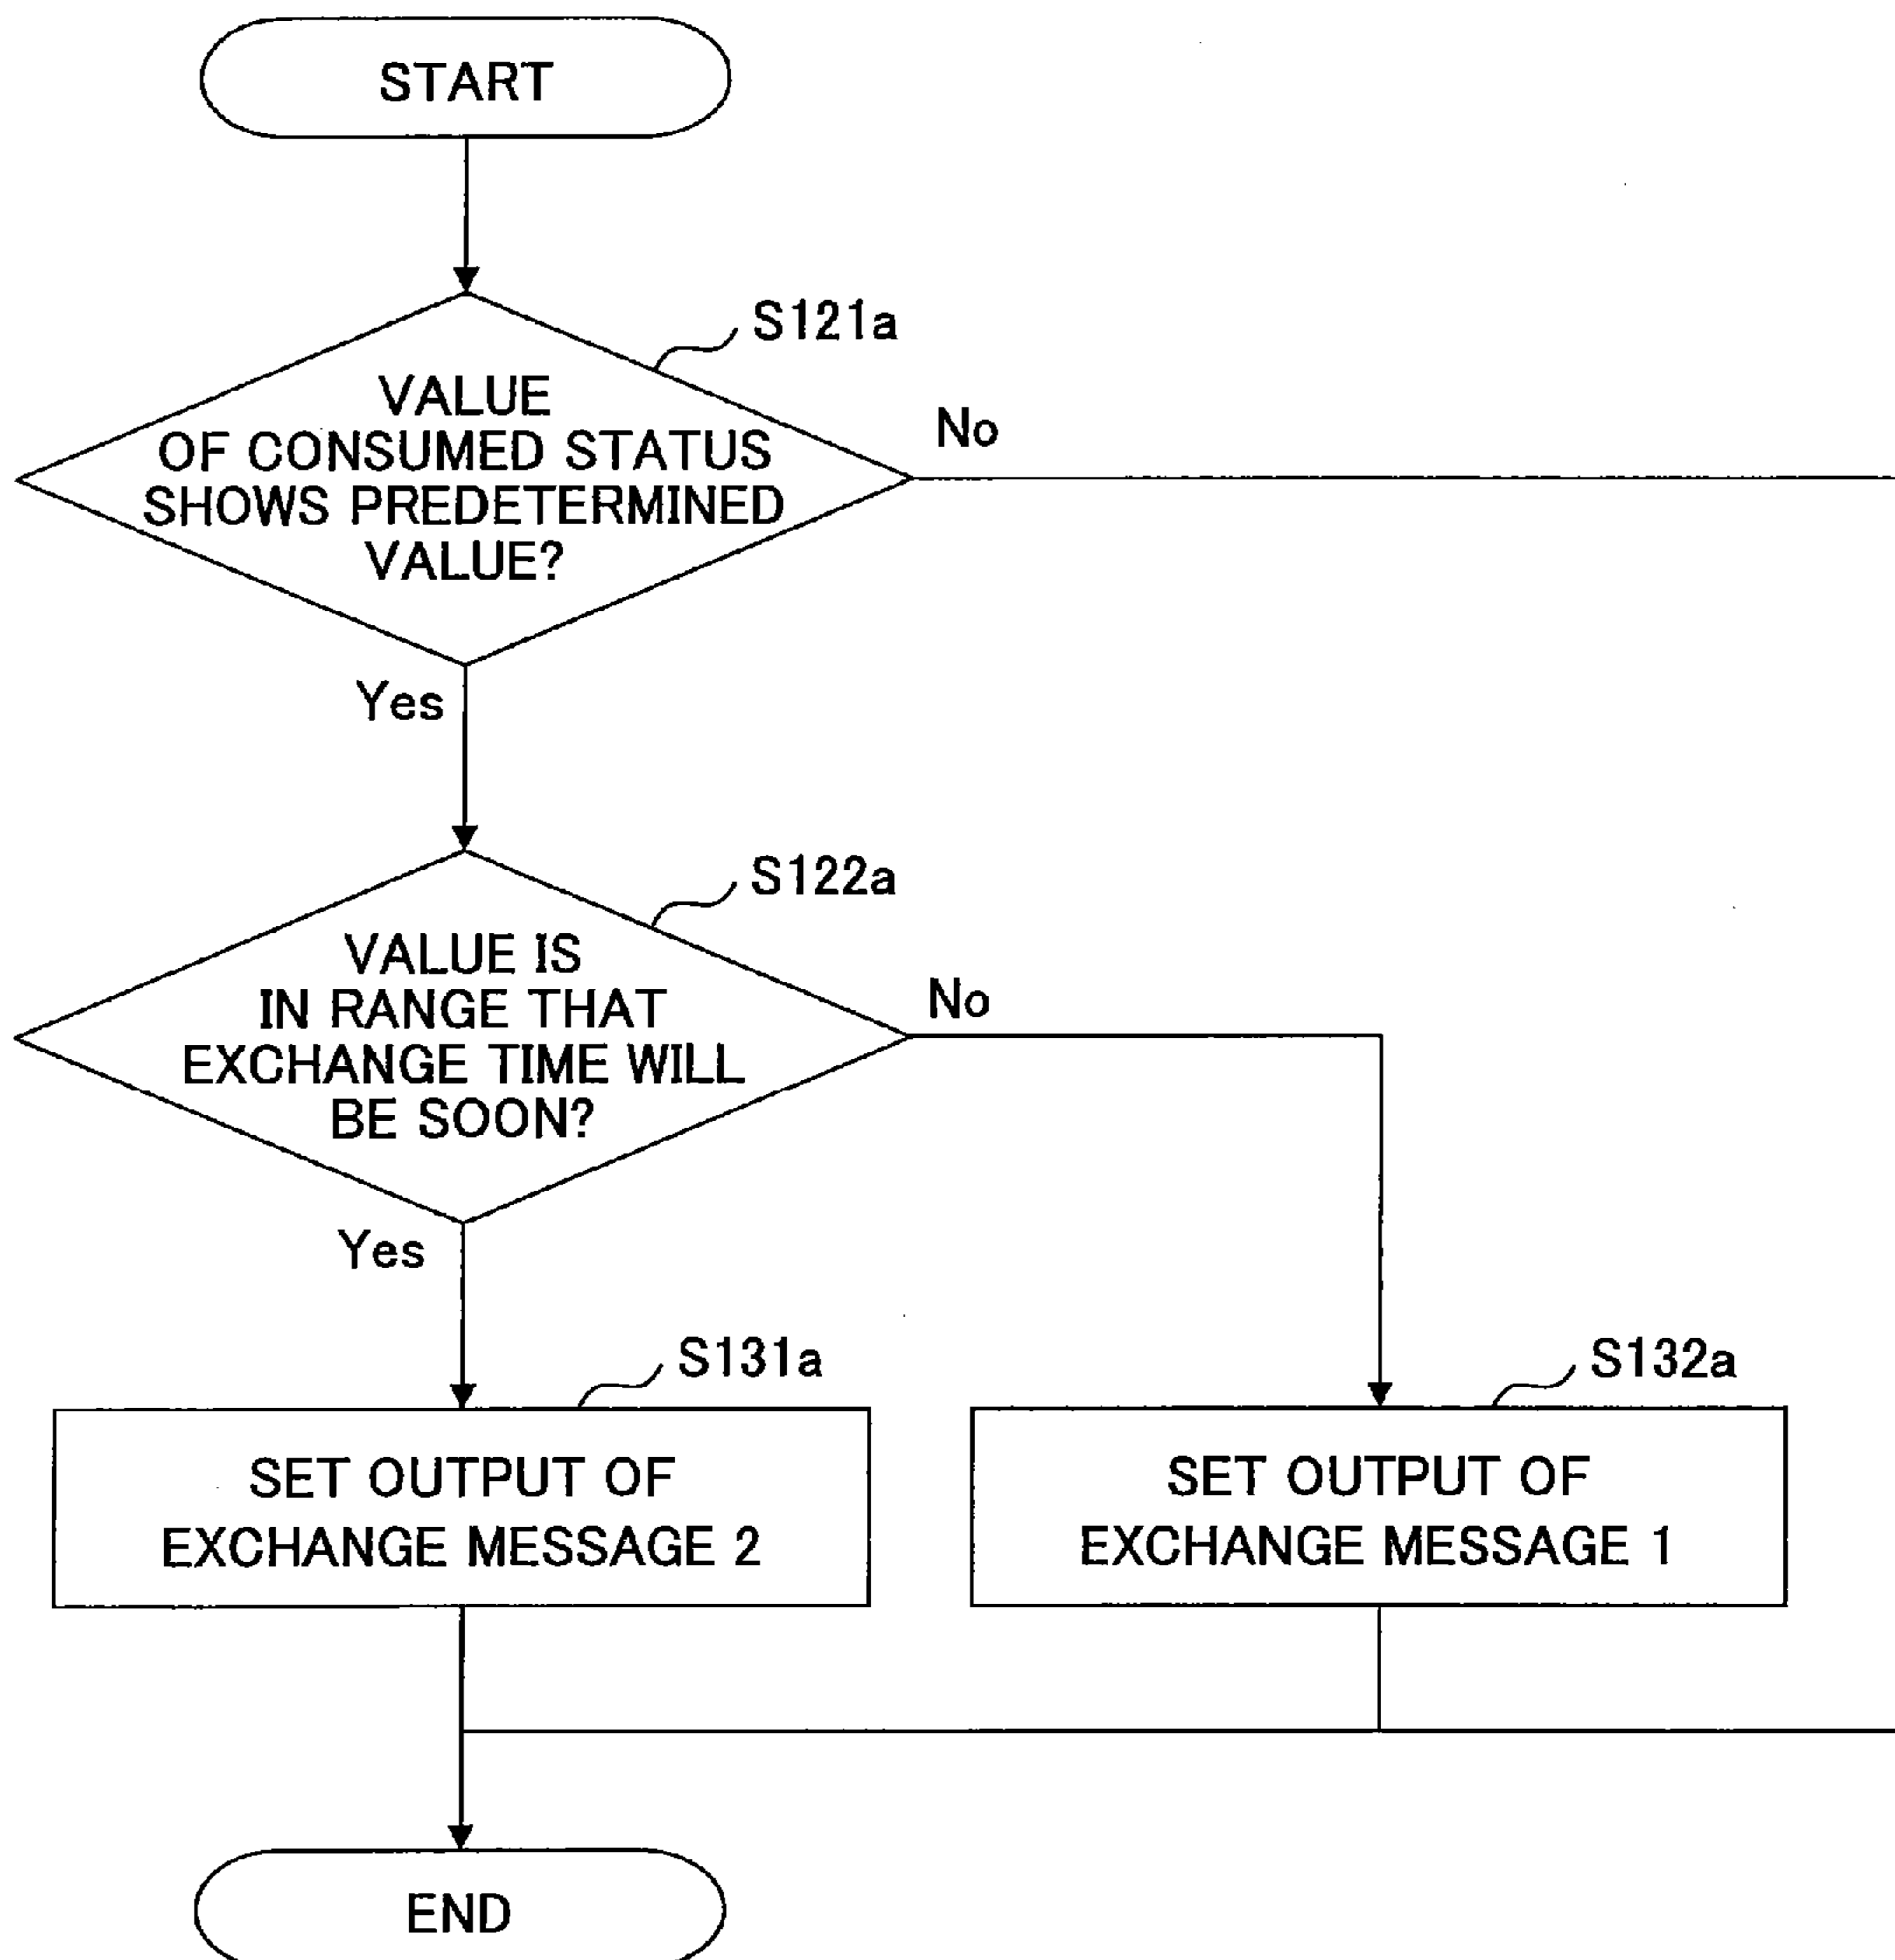 START
S121a
VALUE
OF CONSUMED STATUS
SHOWS PREDETERMINED
VALUE?
No
Yes
S122a
VALUE IS
IN RANGE THAT
EXCHANGE TIME WILL
BE SOON?
No
Yes
S131a
SET OUTPUT OF
EXCHANGE MESSAGE 2
S132a
SET OUTPUT OF
EXCHANGE MESSAGE 1
END